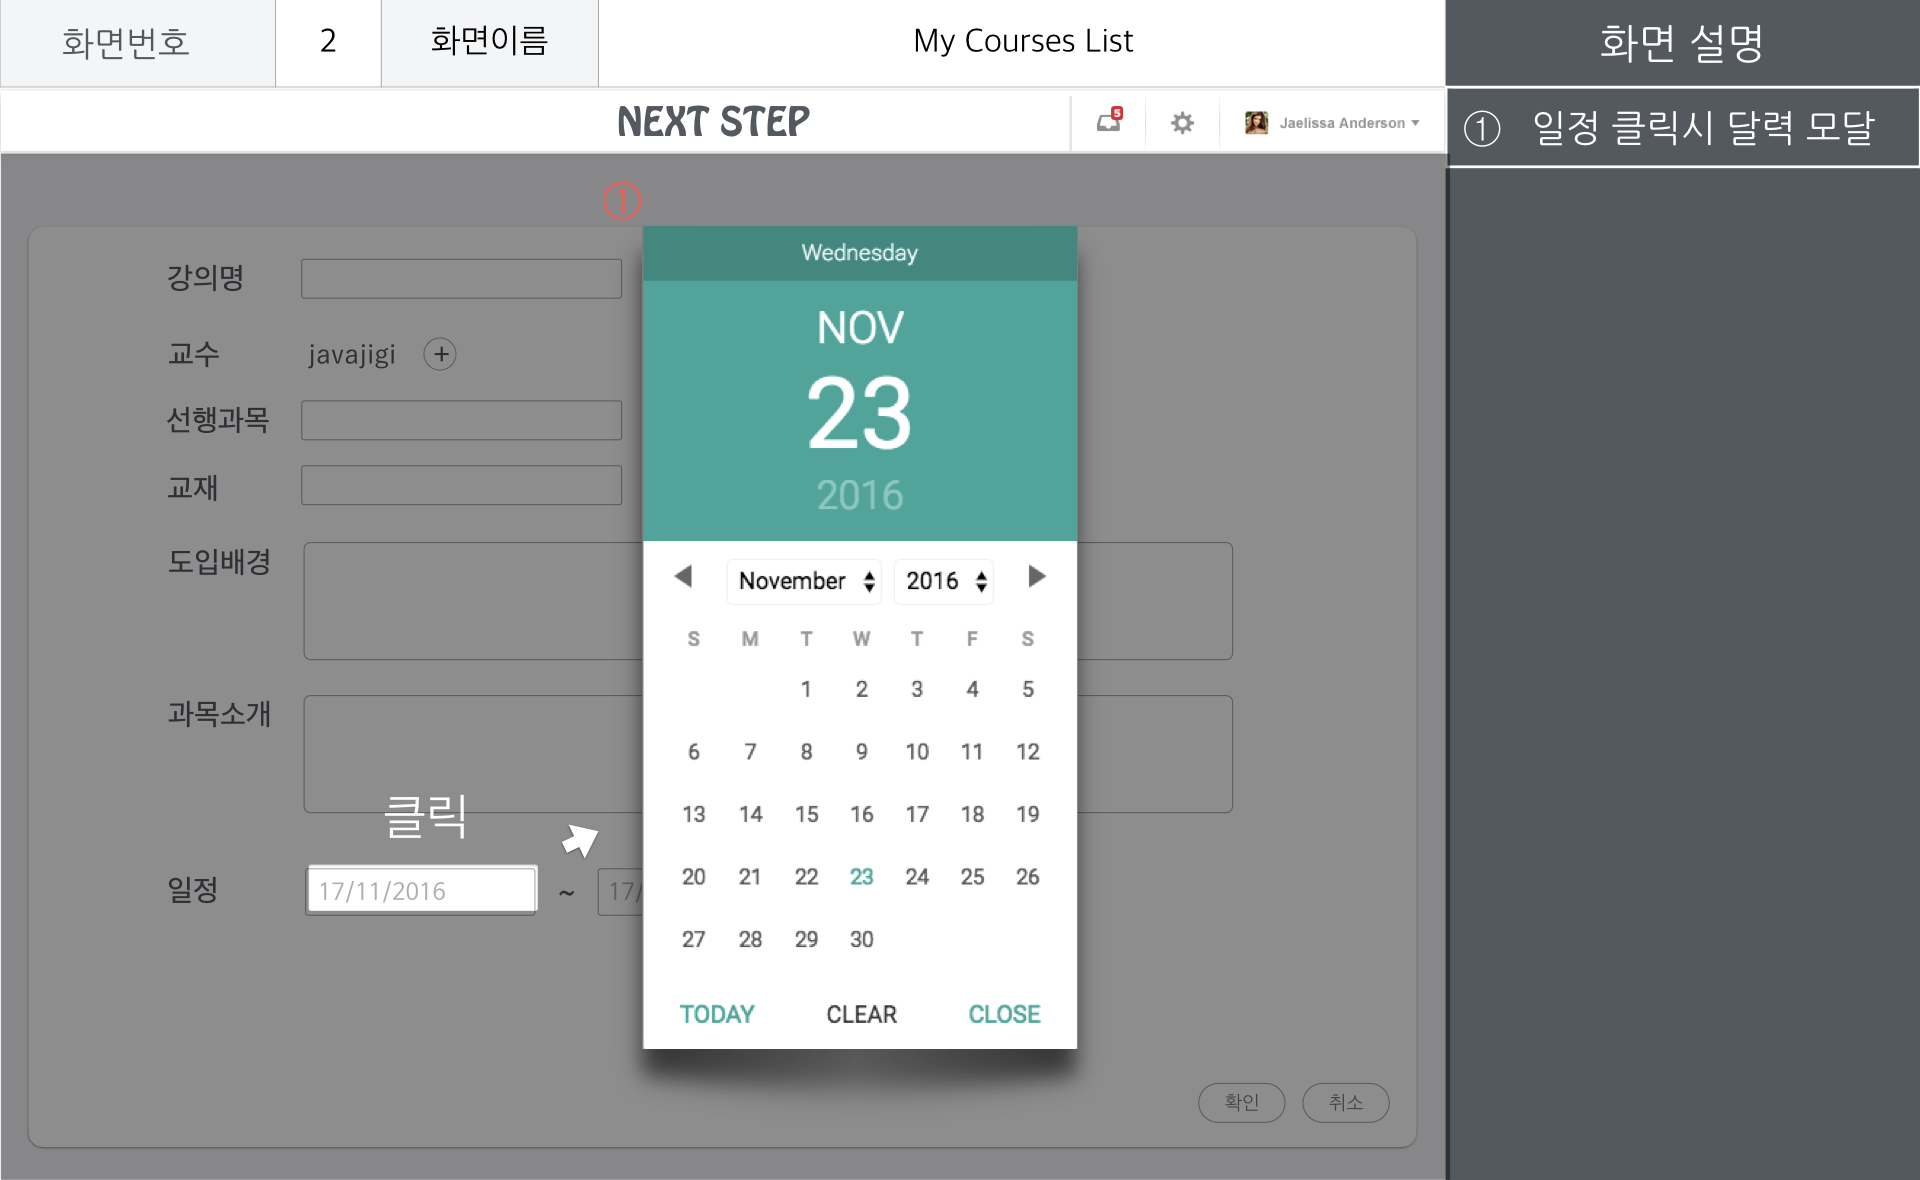 화면번호 2 화면이름 My Courses List 화면 설명
NEXT STEP 5 Jaelissa Anderson
① 일정 클릭시 달력 모달
①
강의명
교수 javajigi +
선행과목
교재
도입배경
과목소개
클릭
일정 17/11/2016 ~ 17/
Wednesday
NOV
23
2016
November 2016
S M T W T F S
1 2 3 4 5
6 7 8 9 10 11 12
13 14 15 16 17 18 19
20 21 22 23 24 25 26
27 28 29 30
TODAY CLEAR CLOSE
확인 취소